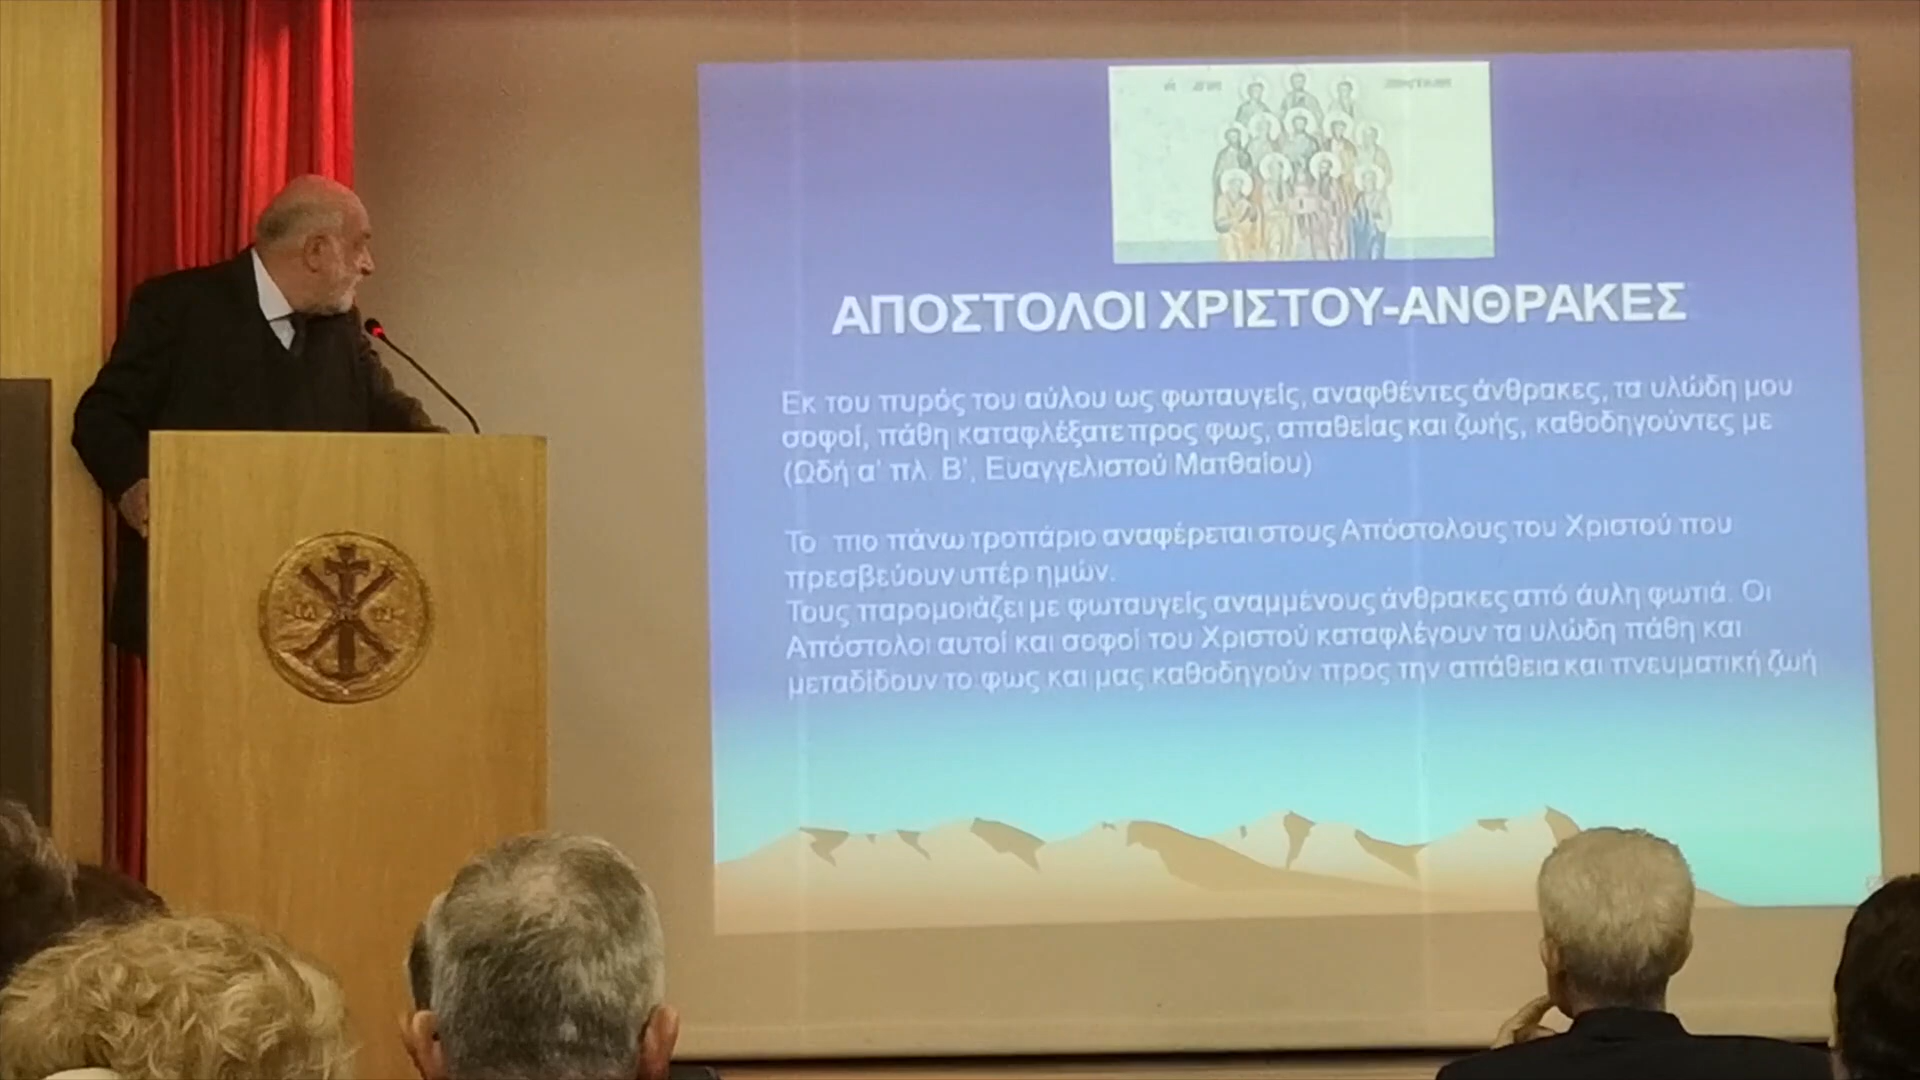 ΑΠΟΣΤΟΛΟΙ ΧΡΙΣΤΟΥ-ΑΝΘΡΑΚΕΣ
Εκ του πυρός του αύλου ως φωταυγείς, αναφθέντες άνθρακες, τα υλώδη μου
σοφοί, πάθη καταφλέξατε προς φως, απαθείας και ζωής, καθοδηγούντες με
(Ωδή α' πλ. Β', Ευαγγελιστού Ματθαίου)
Το πιο πάνω τροπάριο αναφέρεται στους Απόστολους του Χριστού που
πρεσβεύουν υπέρ ημών.
Τους παρομοιάζει με φωταυγείς αναμμένους άνθρακες από άυλη φωτιά. Οι
Απόστολοι αυτοί και σοφοί του Χριστού καταφλέγουν τα υλώδη πάθη και
μεταδίδουν το φως και μας καθοδηγούν προς την απάθεια και πνευματική ζωή